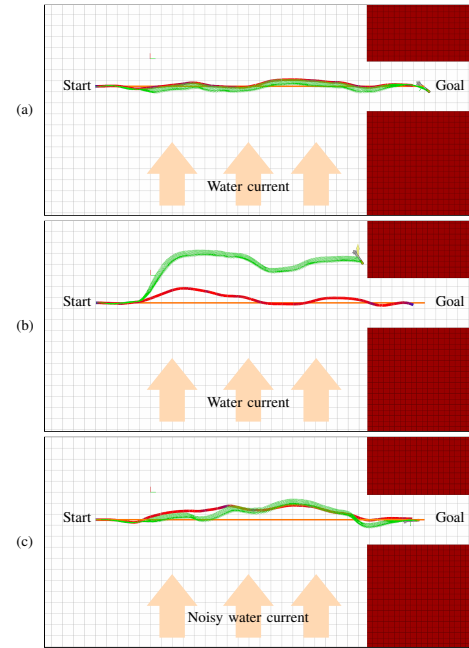 Start
Goal
(a)
Water current
Start
Goal
(b)
Water current
Start
Goal
(c)
Noisy water current